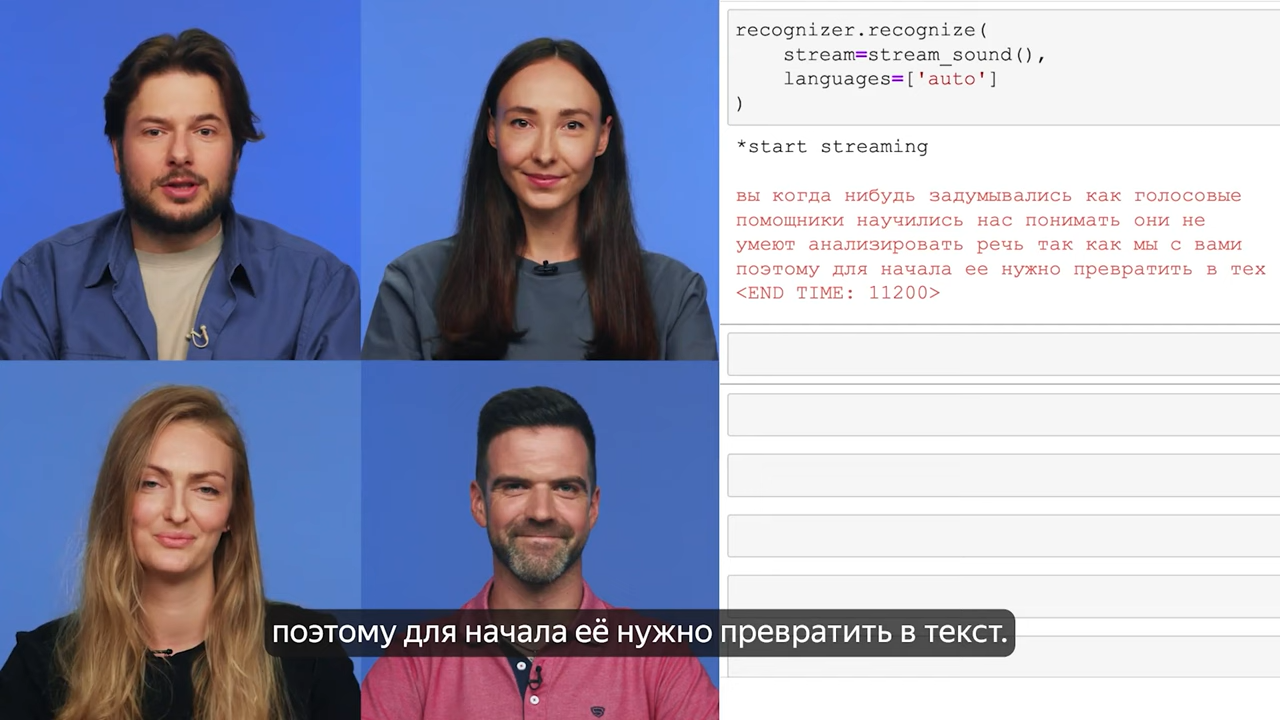 recognizer.recognize(
    stream=stream_sound(),
    languages=['auto']
)
*start streaming
вы когда нибудь задумывались как голосовые
помощники научились нас понимать они не
умеют анализировать речь так как мы с вами
поэтому для начала ее нужно превратить в тех
<END TIME: 11200>
поэтому для начала её нужно превратить в текст.